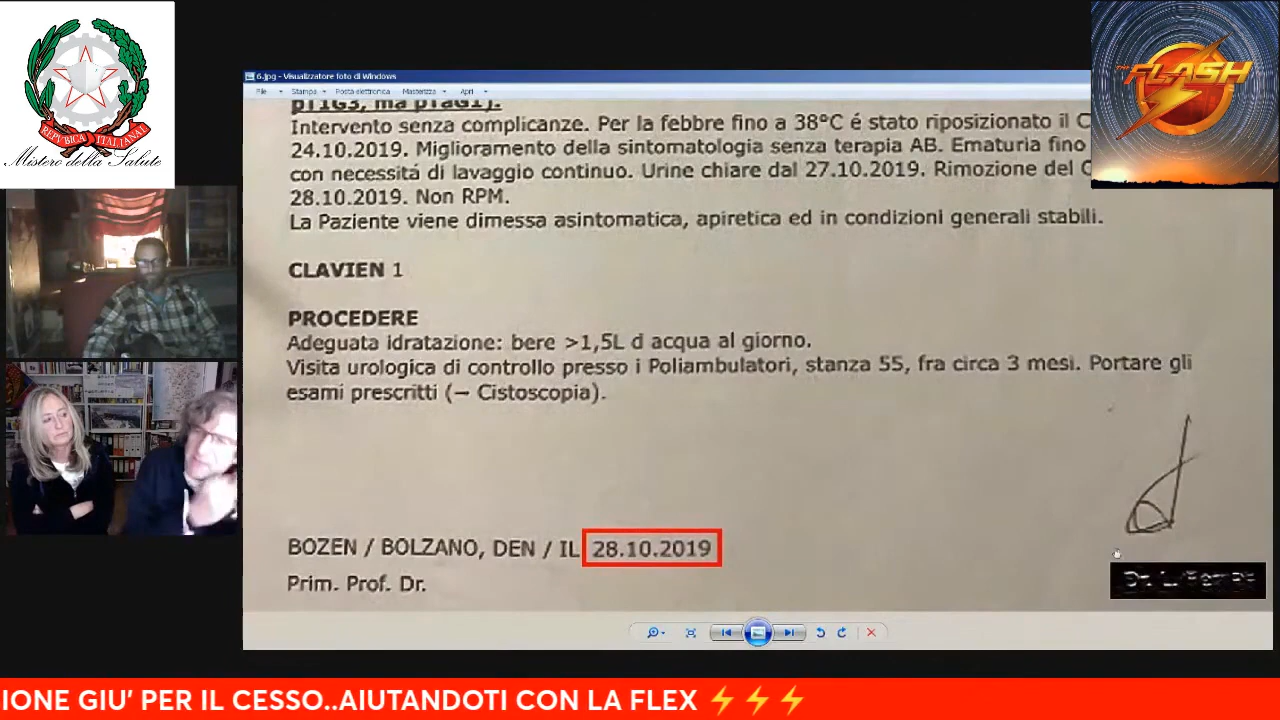 REPVBBLICA ITALIANA
Mistero della Salute
THE FLASH
6.jpg - Visualizzatore foto di Windows
File Stampa Posta elettronica Masterizza Apri
p1G3, ma pTaG1).
Intervento senza complicanze. Per la febbre fino a 38°C é stato riposizionato il C
24.10.2019. Miglioramento della sintomatologia senza terapia AB. Ematuria fino
con necessitá di lavaggio continuo. Urine chiare dal 27.10.2019. Rimozione del C
28.10.2019. Non RPM.
La Paziente viene dimessa asintomatica, apiretica ed in condizioni generali stabili.
CLAVIEN 1
PROCEDERE
Adeguata idratazione: bere >1,5L d acqua al giorno.
Visita urologica di controllo presso i Poliambulatori, stanza 55, fra circa 3 mesi. Portare gli
esami prescritti (– Cistoscopia).
BOZEN / BOLZANO, DEN / IL 28.10.2019
Prim. Prof. Dr.
IONE GIU' PER IL CESSO..AIUTANDOTI CON LA FLEX ⚡⚡⚡